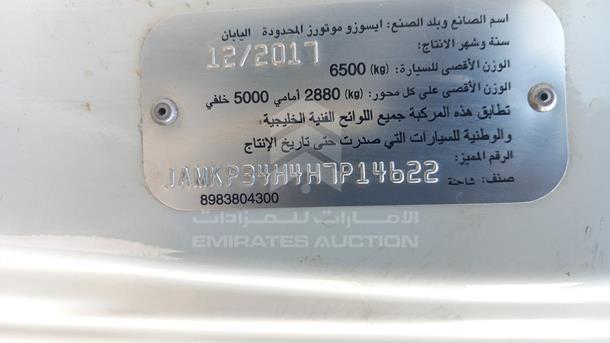 اسم الصانع وبلد الصنع: ايسوزو موتورز المحدودة اليابان
سنة وشهر الانتاج: 12/2017
الوزن الأقصى للسيارة: (kg) 6500
الوزن الأقصى على كل محور: (kg) 2880 أمامي 5000 خلفي
تطابق هذه المركبة جميع اللوائح الفنية الخليجية
والوطنية للسيارات التي صدرت حتى تاريخ الإنتاج
الرقم المميز:
JAMKP34H4H7P14622
صنف: شاحنة
8983804300
الامارات للمزادات
EMIRATES AUCTION